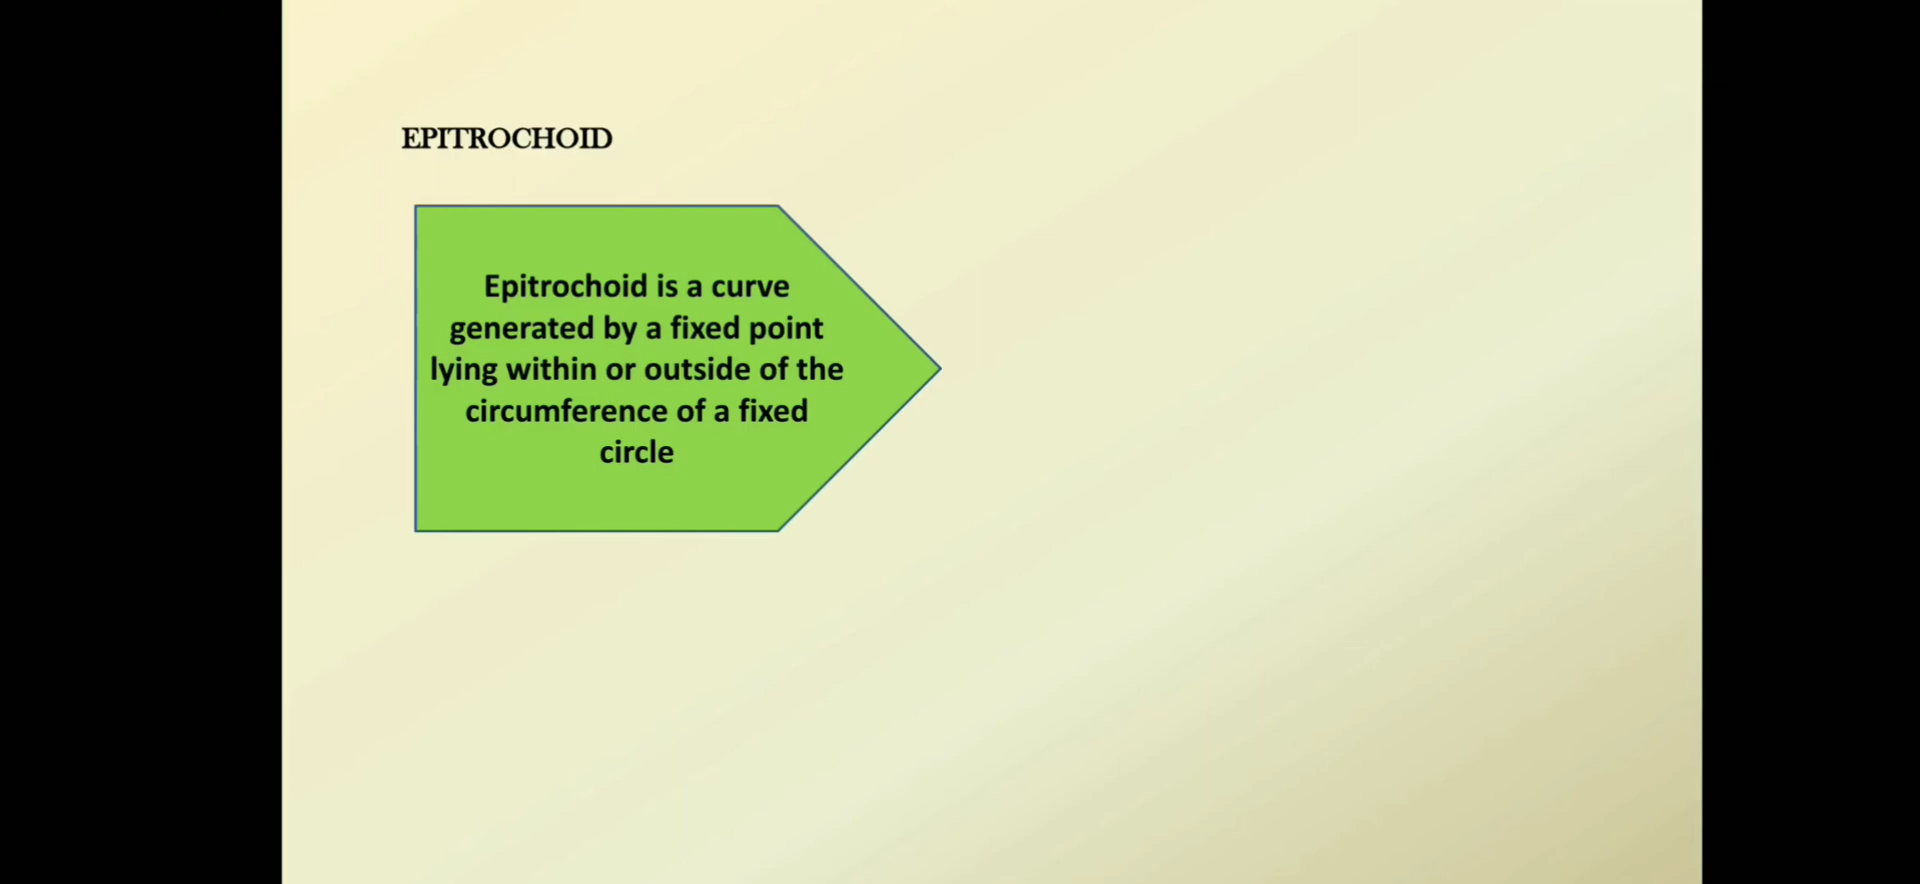 EPITROCHOID
Epitrochoid is a curve
generated by a fixed point
lying within or outside of the
circumference of a fixed
circle